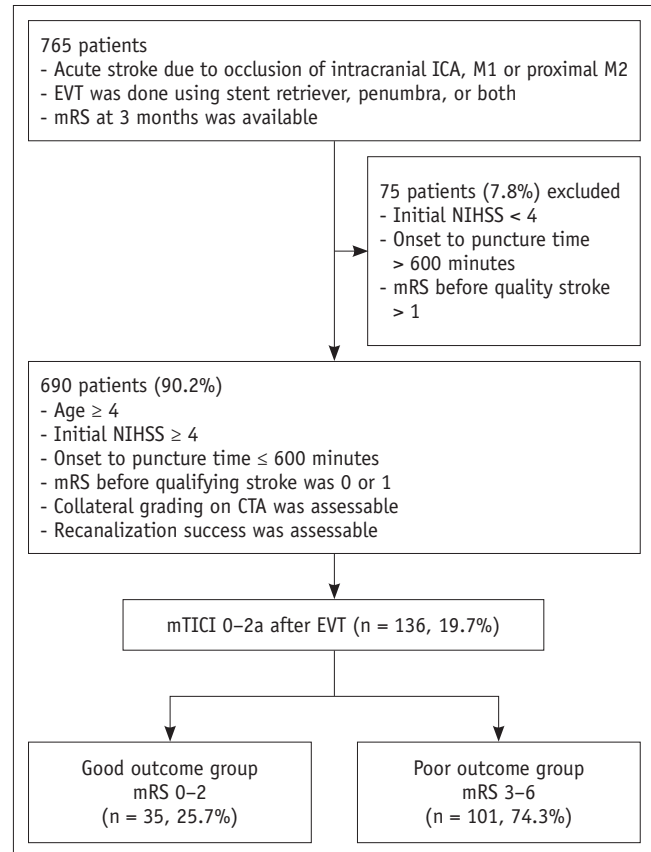 765 patients
- Acute stroke due to occlusion of intracranial ICA, M1 or proximal M2
- EVT was done using stent retriever, penumbra, or both
- mRS at 3 months was available
75 patients (7.8%) excluded
- Initial NIHSS < 4
- Onset to puncture time
> 600 minutes
- mRS before quality stroke
> 1
690 patients (90.2%)
- Age ≥ 4
- Initial NIHSS ≥ 4
- Onset to puncture time ≤ 600 minutes
- mRS before qualifying stroke was 0 or 1
- Collateral grading on CTA was assessable
- Recanalization success was assessable
mTICI 0–2a after EVT (n = 136, 19.7%)
Good outcome group
mRS 0–2
(n = 35, 25.7%)
Poor outcome group
mRS 3–6
(n = 101, 74.3%)